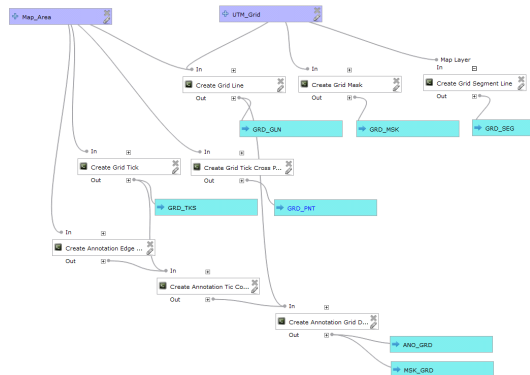 Map_Area
UTM_Grid
Map Layer
In
In
In
Create Grid Line
Create Grid Mask
Create Grid Segment Line
Out
Out
Out
GRD_GLN
GRD_MSK
GRD_SEG
In
In
Create Grid Tick
Create Grid Tick Cross P...
Out
Out
GRD_TKS
GRD_PNT
In
Create Annotation Edge ...
Out
In
Create Annotation Tic Co...
Out
In
Create Annotation Grid D...
Out
ANO_GRD
MSK_GRD